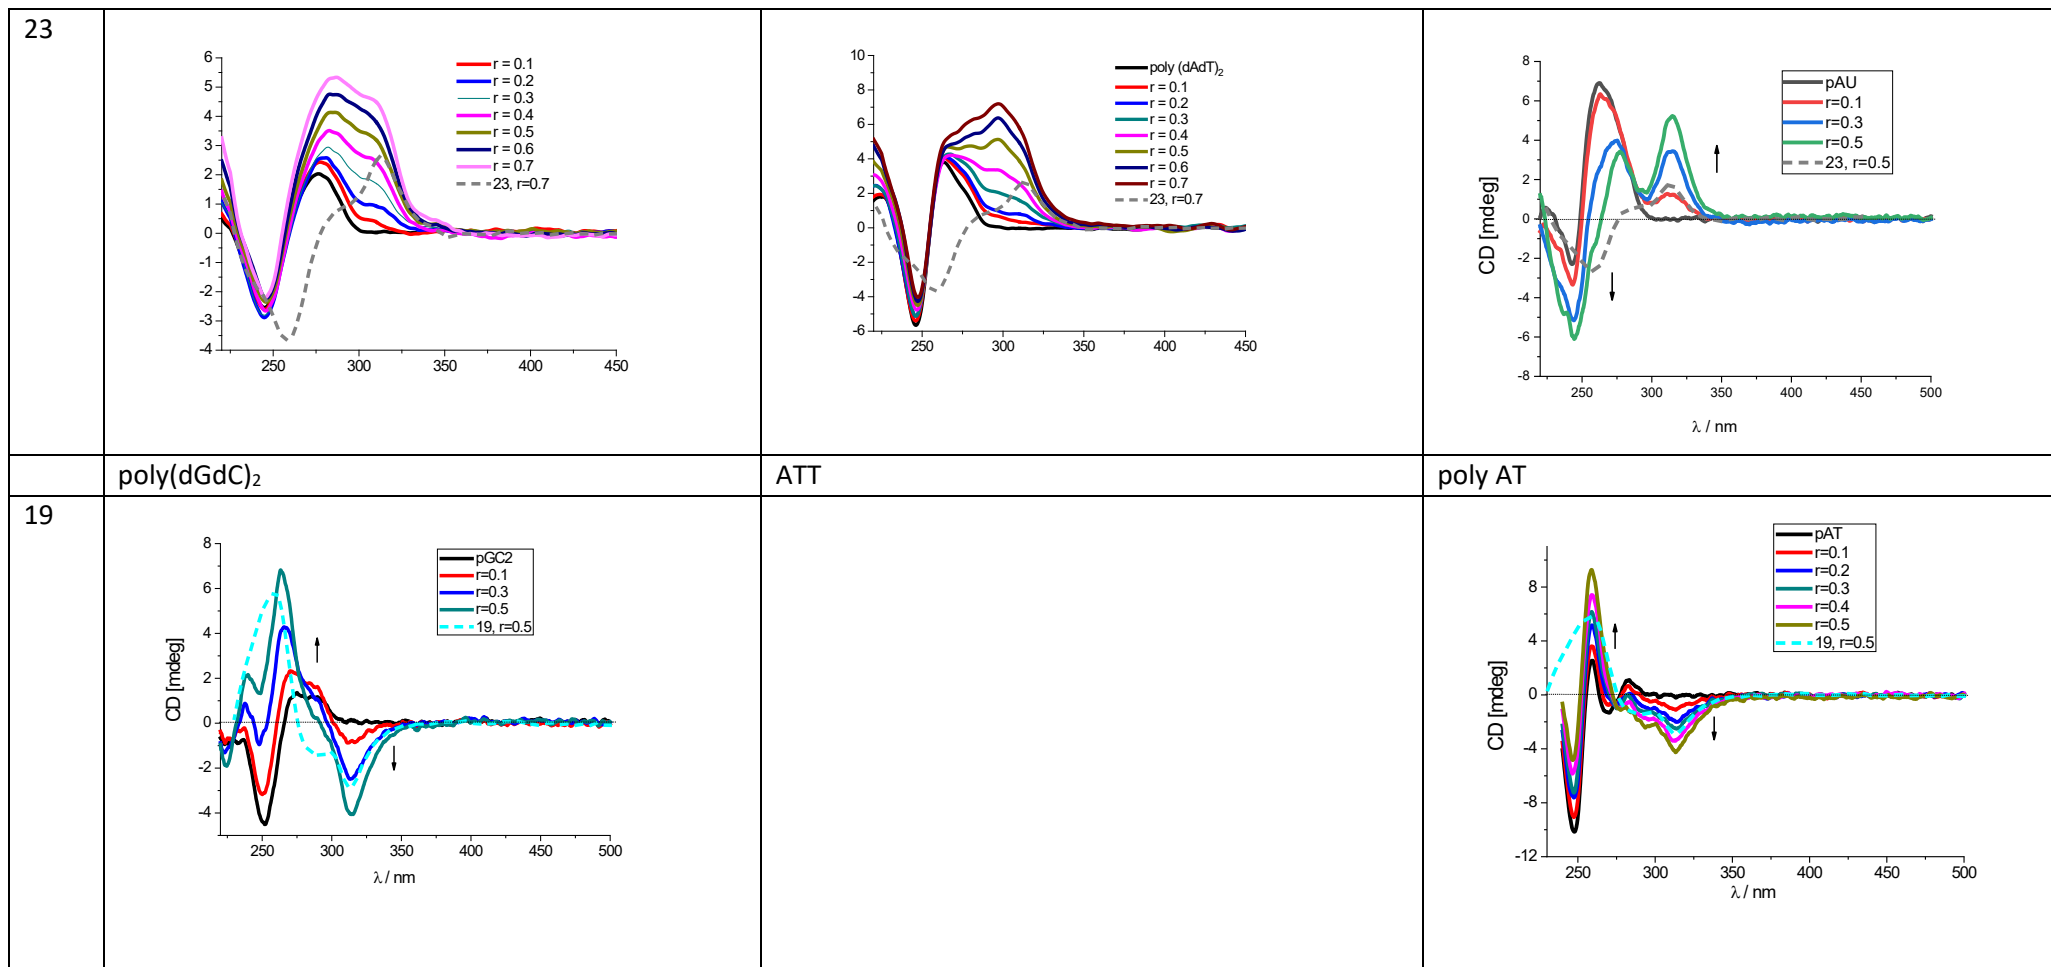 23
6
5
4
3
2
1
0
-1
-2
-3
-4
250
300
350
400
450
r = 0.1
r = 0.2
r = 0.3
r = 0.4
r = 0.5
r = 0.6
r = 0.7
23, r=0.7
10
8
6
4
2
0
-2
-4
-6
250
300
350
400
450
poly (dAdT)₂
r = 0.1
r = 0.2
r = 0.3
r = 0.4
r = 0.5
r = 0.6
r = 0.7
23, r=0.7
CD [mdeg]
8
6
4
2
0
-2
-4
-6
-8
250
300
350
400
450
500
λ / nm
pAU
r=0.1
r=0.3
r=0.5
23, r=0.5
poly(dGdC)₂
ATT
poly AT
19
CD [mdeg]
8
6
4
2
0
-2
-4
250
300
350
400
450
500
λ / nm
pGC2
r=0.1
r=0.3
r=0.5
19, r=0.5
CD [mdeg]
8
4
0
-4
-8
-12
250
300
350
400
450
500
λ / nm
pAT
r=0.1
r=0.2
r=0.3
r=0.4
r=0.5
19, r=0.5